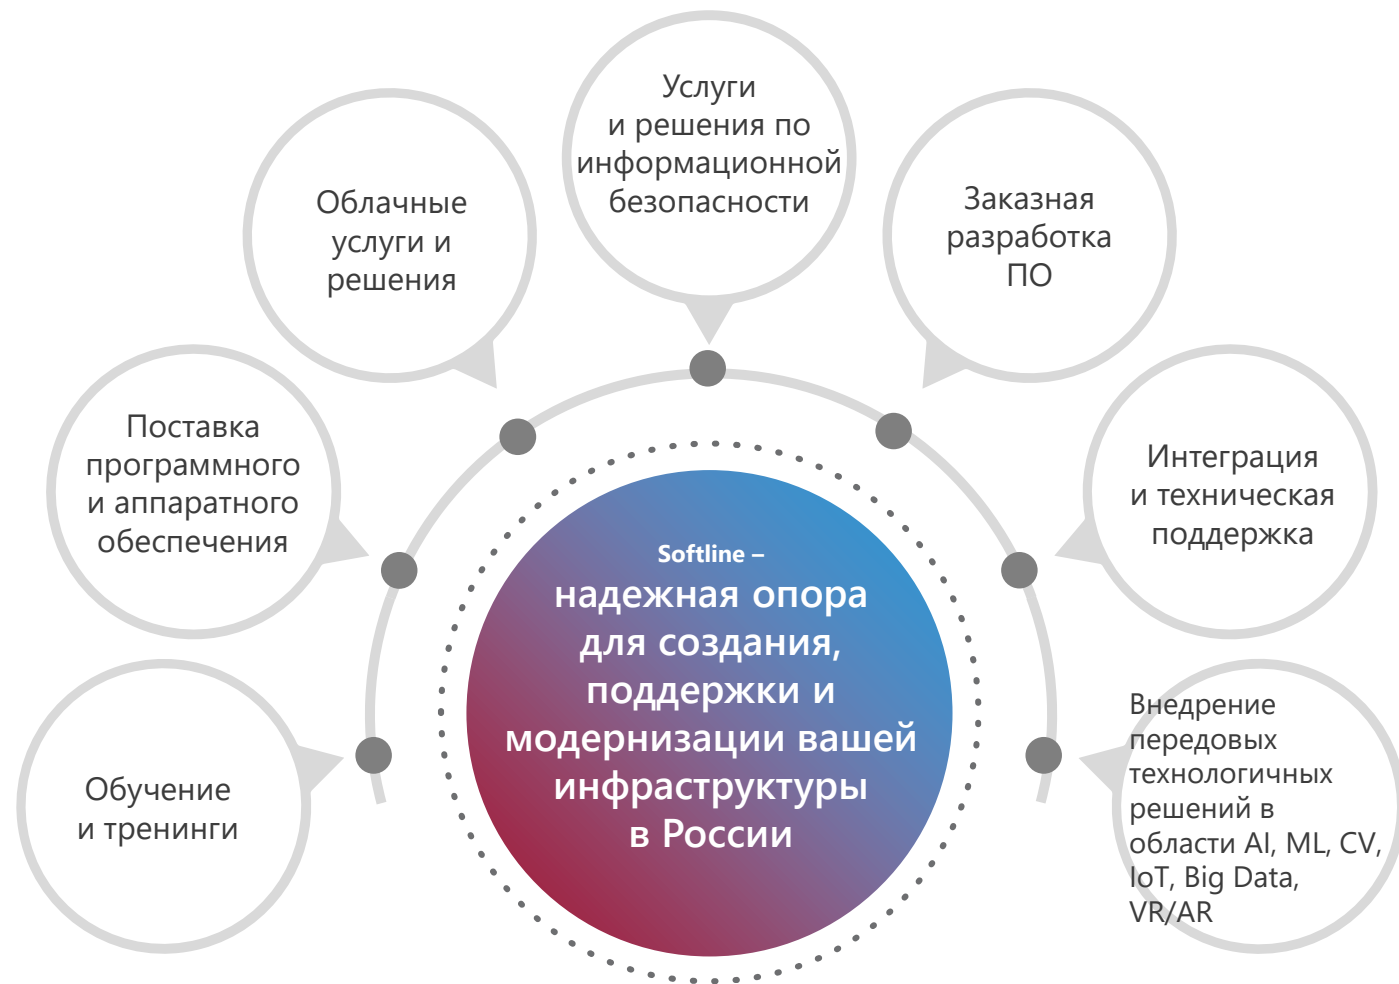 Услуги
и решения по
информационной
безопасности
Облачные
услуги и
решения
Заказная
разработка
ПО
Поставка
программного
и аппаратного
обеспечения
Интеграция
и техническая
поддержка
Обучение
и тренинги
Softline –
надежная опора
для создания,
поддержки и
модернизации вашей
инфраструктуры
в России
Внедрение
передовых
технологичных
решений в
области AI, ML, CV,
IoT, Big Data,
VR/AR